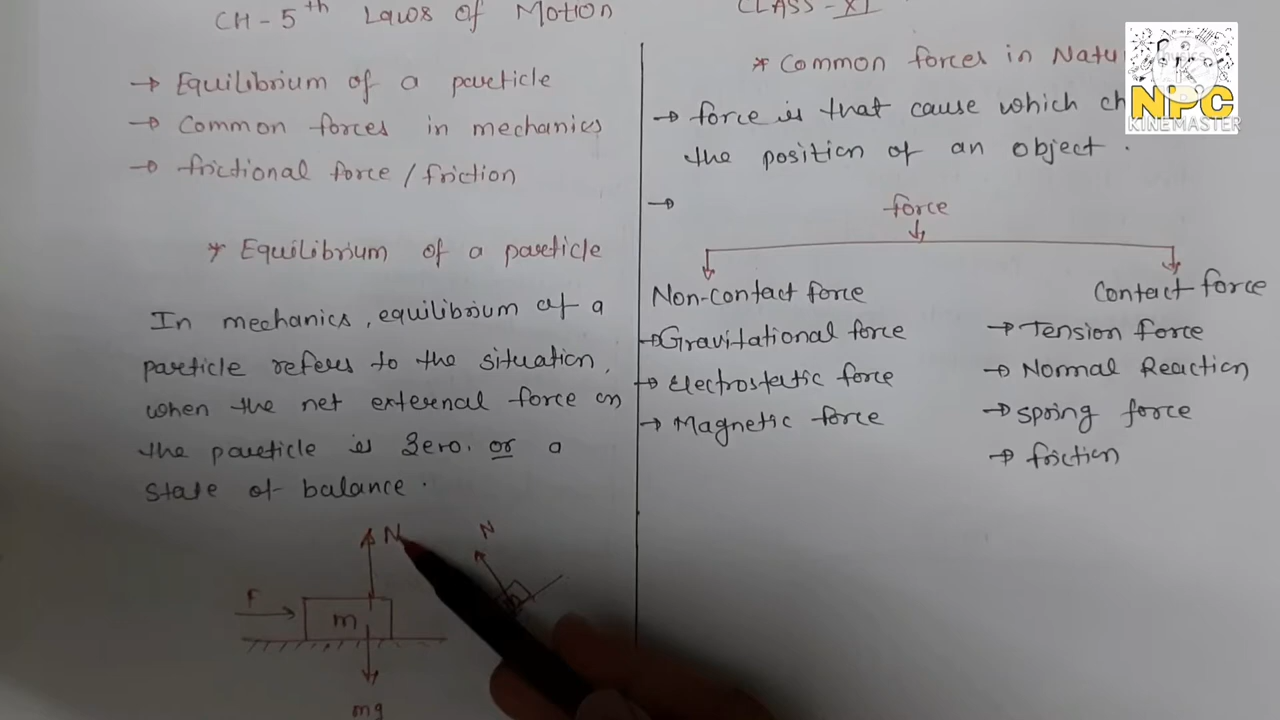 CH-5th Laws of Motion
CLASS-XI
→ Equilibrium of a particle
→ Common forces in mechanics
→ frictional force / friction
* Equilibrium of a particle
In mechanics, equilibrium of a
particle refers to the situation,
when the net external force on
the particle is zero. or a
state of balance.
N
F
m
mg
N
* Common forces in Natu
→ force is that cause which ch
the position of an object.
→
force
Non-contact force
→ Gravitational force
→ Electrostatic force
→ Magnetic force
Contact force
→ Tension force
→ Normal Reaction
→ spring force
→ friction
NPC
KINEMASTER